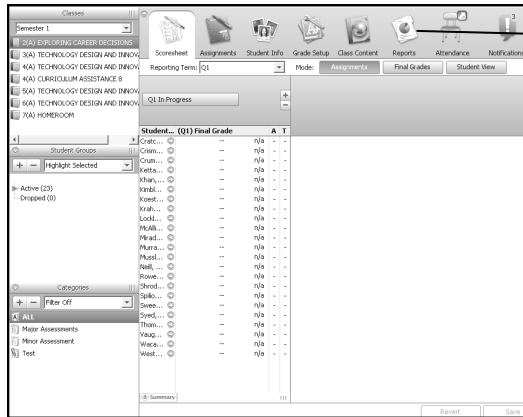 Classes
Semester 1
2(A) EXPLORING CAREER DECISIONS
3(A) TECHNOLOGY DESIGN AND INNOV
4(A) TECHNOLOGY DESIGN AND INNOV
4(A) CURRICULUM ASSISTANCE 8
5(A) TECHNOLOGY DESIGN AND INNOV
6(A) TECHNOLOGY DESIGN AND INNOV
7(A) HOMEROOM
Student Groups
+ − Highlight Selected
Active (23)
Dropped (0)
Categories
+ − Filter Off
ALL
Major Assessments
Minor Assessment
Test
3
Scoresheet Assignments Student Info Grade Setup Class Content Reports Attendance Notifications
Reporting Term: Q1 Mode: Assignments Final Grades Student View
Q1 In Progress
+
−
Student... (Q1) Final Grade A T
Cratc... -- n/a - -
Crism... -- n/a - -
Crum... -- n/a - -
Ketta... -- n/a - -
Khan,... -- n/a - -
Kimbl... -- n/a - -
Koest... -- n/a - -
Krah... -- n/a - -
Lockl... -- n/a - -
McAlli... -- n/a - -
Mirad... -- n/a - -
Murra... -- n/a - -
Mussl... -- n/a - -
Neill, ... -- n/a - -
Rowe... -- n/a - -
Shrod... -- n/a - -
Spilio... -- n/a - -
Swee... -- n/a - -
Syed,... -- n/a - -
Thom... -- n/a - -
Vaug... -- n/a - -
Waca... -- n/a - -
West... -- n/a - -
Summary
Revert Save